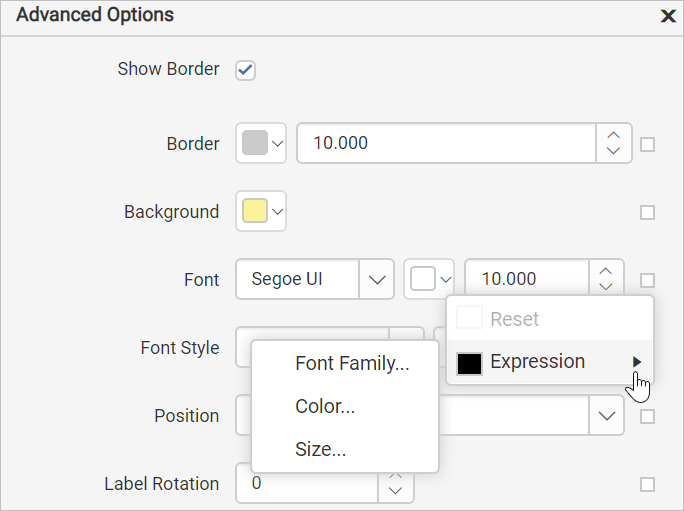 Advanced Options
Show Border
Border 10.000
Background
Font Segoe UI 10.000
Reset
Font Style
Expression
Font Family...
Color...
Position
Size...
Label Rotation 0